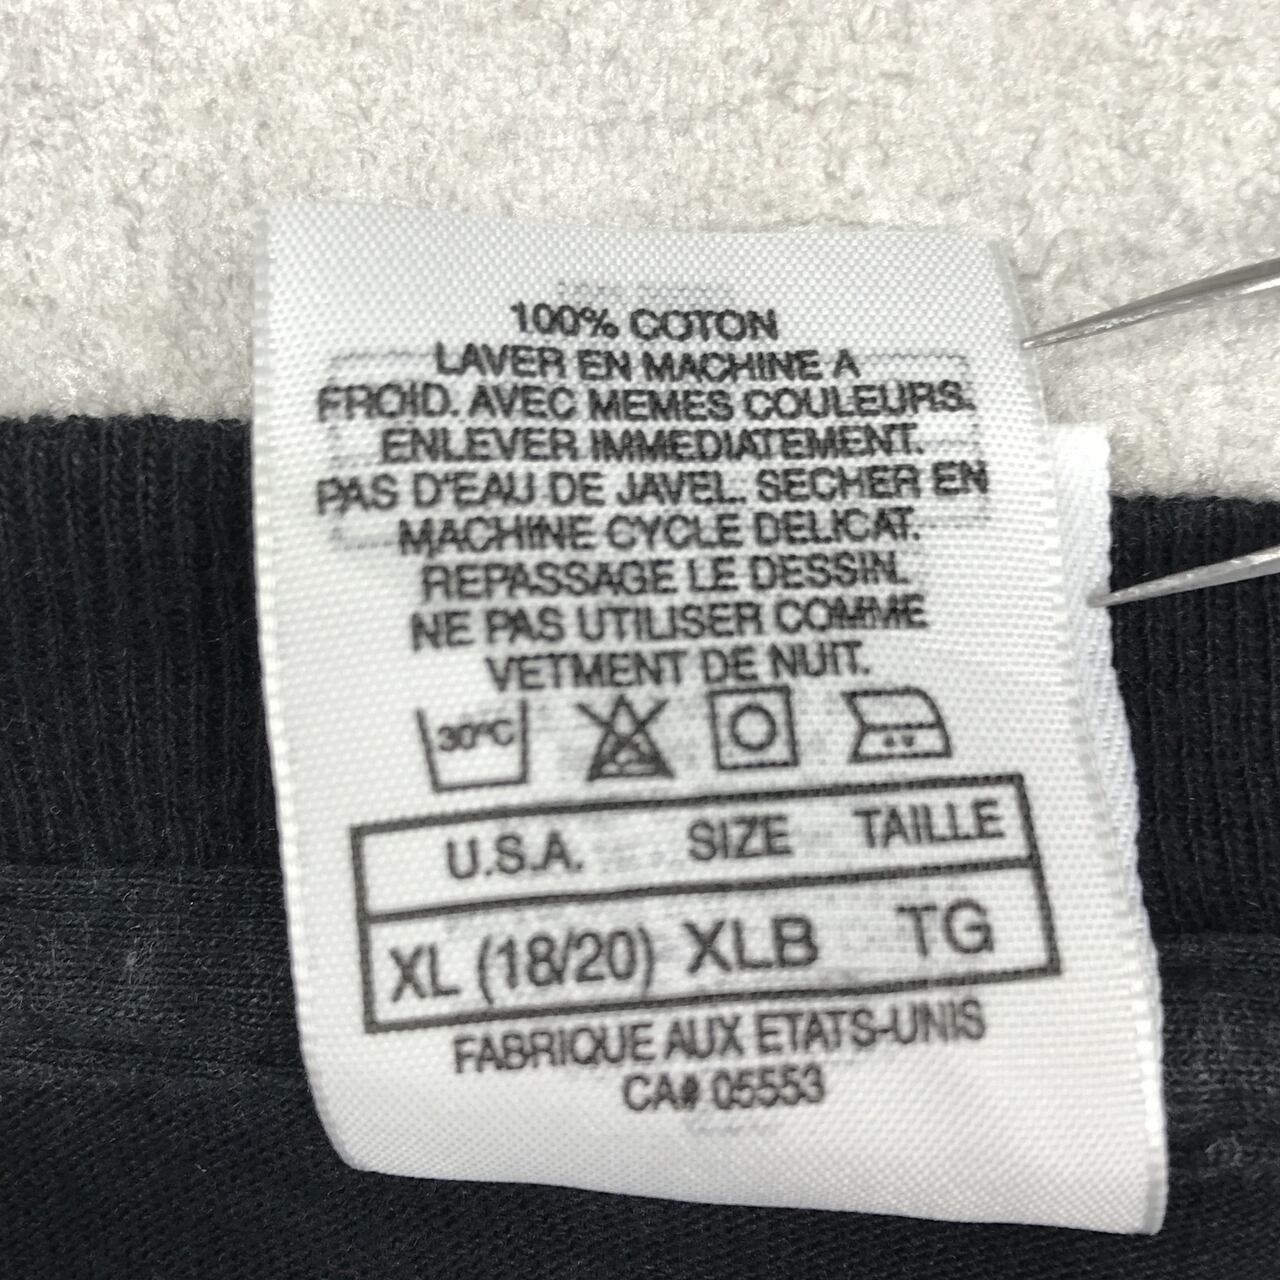 100% COTON
LAVER EN MACHINE A
FROID. AVEC MEMES COULEURS.
ENLEVER IMMEDIATEMENT.
PAS D'EAU DE JAVEL. SECHER EN
MACHINE CYCLE DELICAT.
REPASSAGE LE DESSIN.
NE PAS UTILISER COMME
VETMENT DE NUIT.
30ºC
U.S.A. SIZE TAILLE
XL (18/20) XLB TG
FABRIQUE AUX ETATS-UNIS
CA# 05553